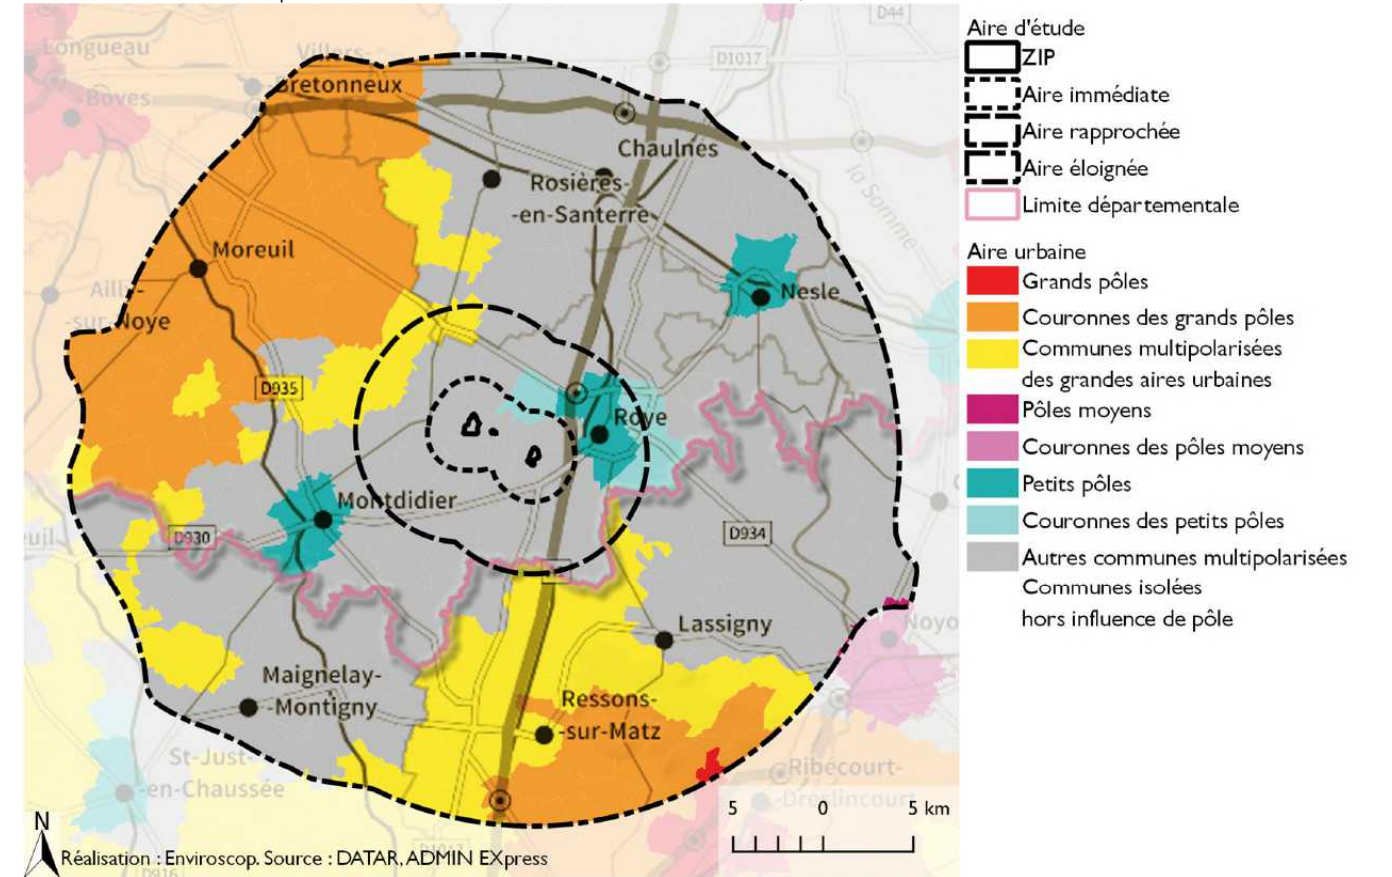 D44
Longueau
Villers-
-Bretonneux
D1017
Boves
Chaulnes
Rosières-
-en-Santerre
la Somme
Moreuil
Ailly-
-sur-Noye
Nesle
D935
Roye
Montdidier
D930
D934
Lassigny
Noyo
Maignelay-
-Montigny
Ressons-
-sur-Matz
St-Just-
-en-Chaussée
Ribécourt-
-Dreslincourt
D1017
D916
5 0 5 km
N
Réalisation : Enviroscop. Source : DATAR, ADMIN EXpress
Aire d'étude
ZIP
Aire immédiate
Aire rapprochée
Aire éloignée
Limite départementale
Aire urbaine
Grands pôles
Couronnes des grands pôles
Communes multipolarisées
des grandes aires urbaines
Pôles moyens
Couronnes des pôles moyens
Petits pôles
Couronnes des petits pôles
Autres communes multipolarisées
Communes isolées
hors influence de pôle